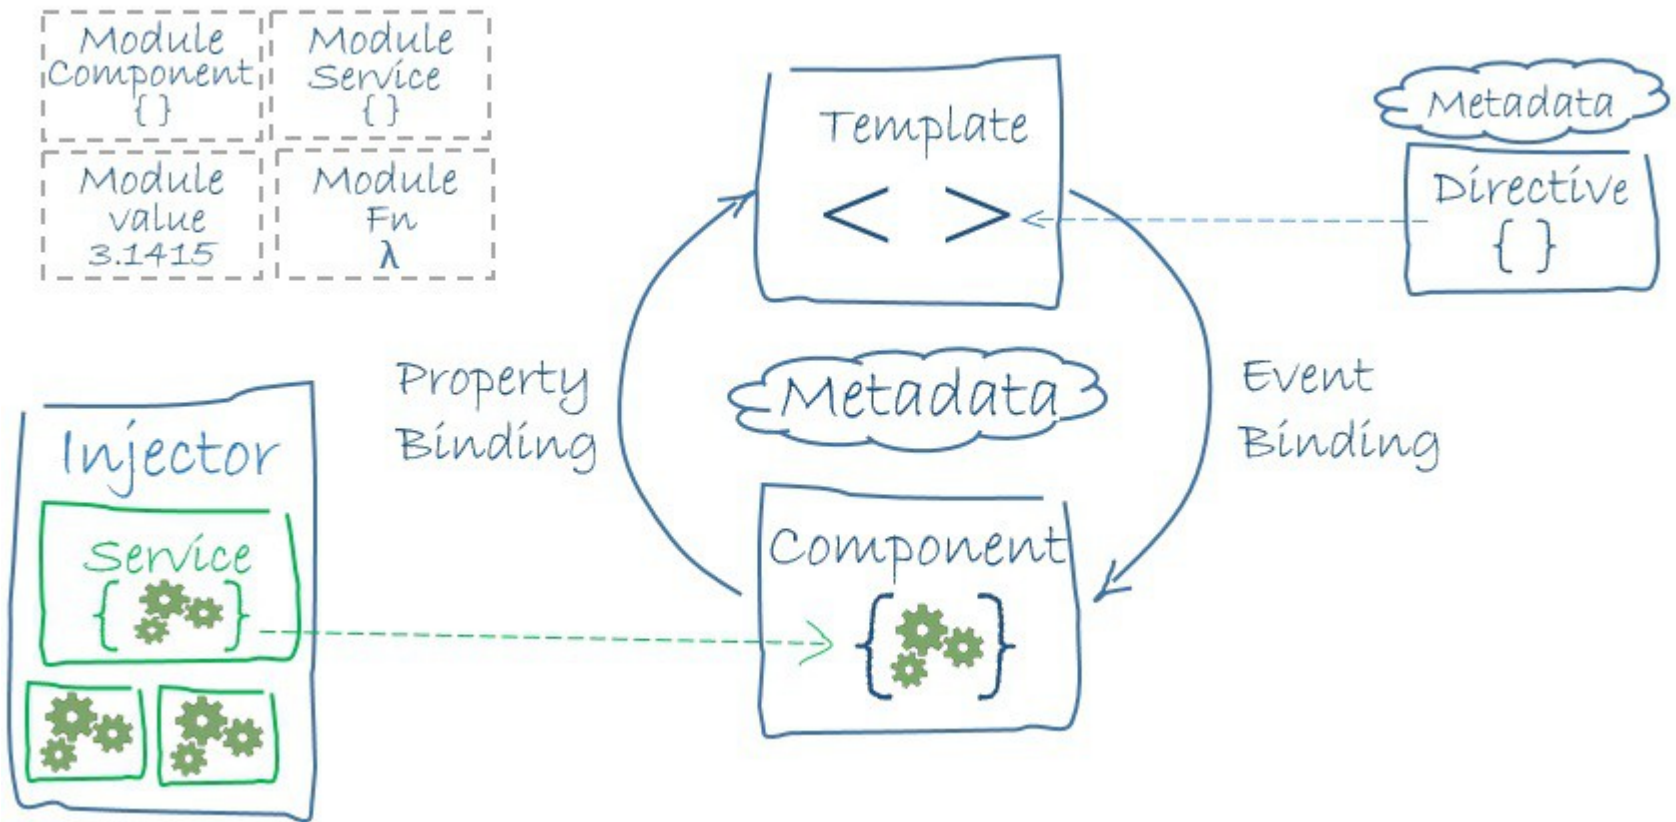 Module
Component
{ }
Module
Service
{ }
Module
value
3.1415
Module
Fn
λ
Template
< >
Metadata
Directive
{ }
Property
Binding
Metadata
Event
Binding
Injector
Service
{ }
Component
{ }